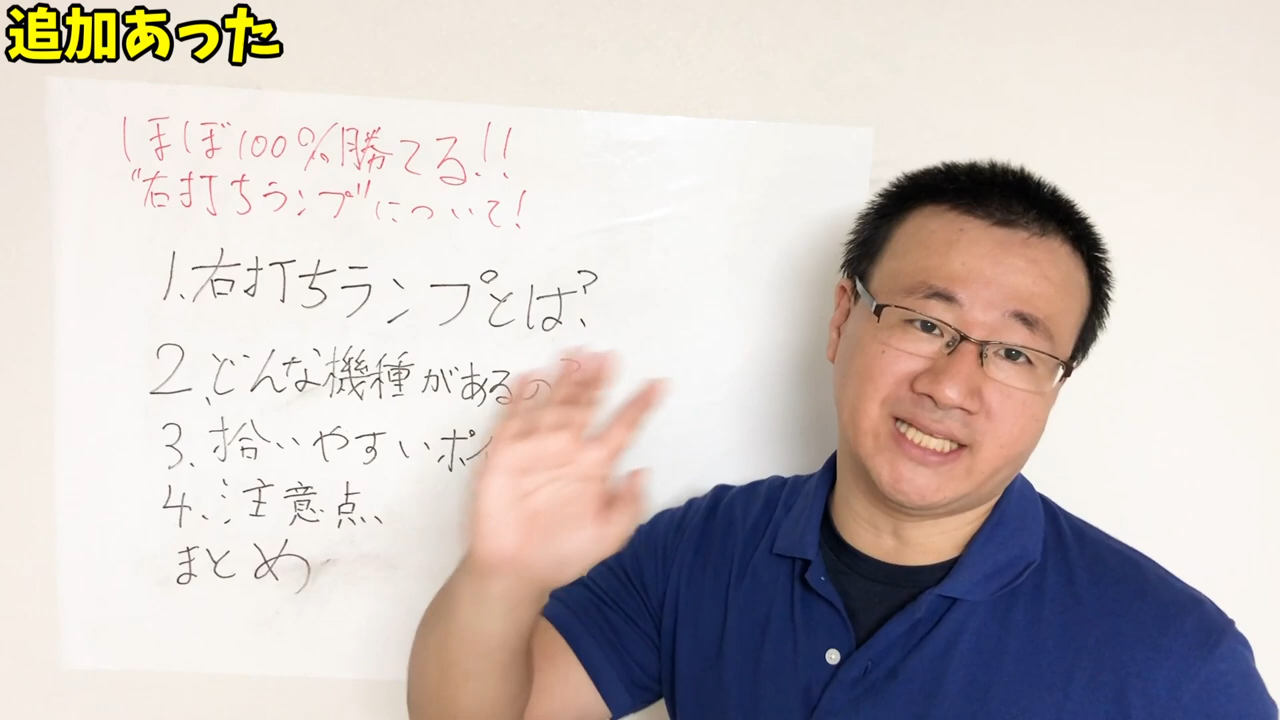 追加あった
ほぼ100%勝てる!!
"右打ちランプ"について!
1.右打ちランプとは?
2.どんな機種があるの?
3.拾いやすいポイ
4.注意点、
まとめ